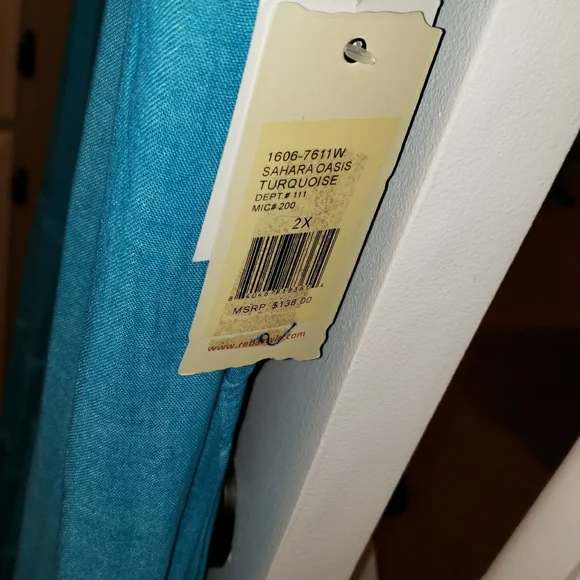 1606-7611W
SAHARA OASIS
TURQUOISE
DEPT # 111
MIC# 200
2X
MSRP $138.00